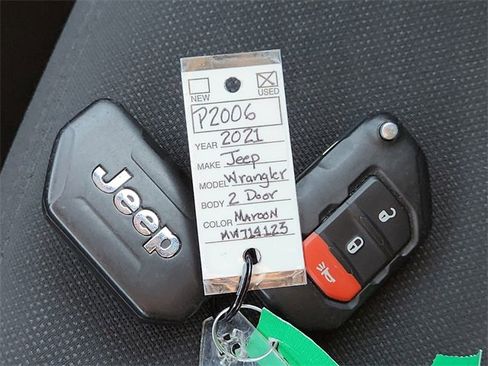 NEW USED
P2006
YEAR 2021
MAKE Jeep
MODEL Wrangler
BODY 2 Door
COLOR MAROON
MW714123
Jeep